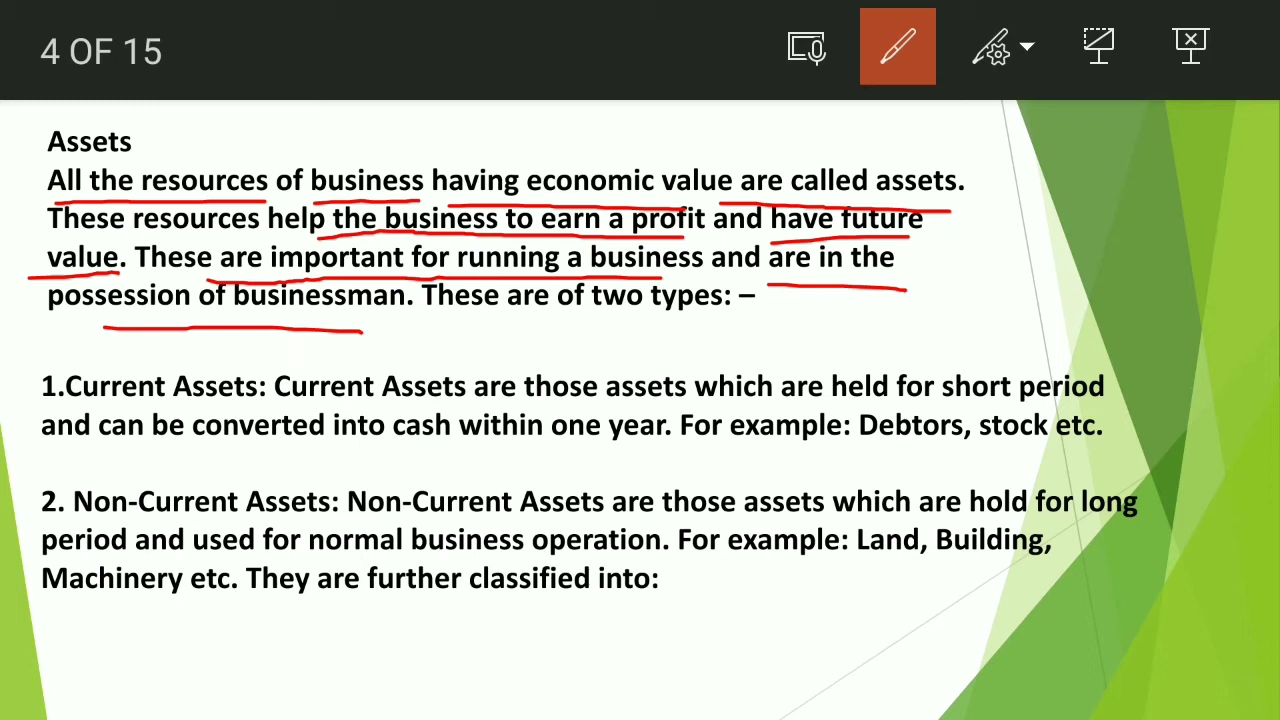 4 OF 15
Assets
All the resources of business having economic value are called assets.
These resources help the business to earn a profit and have future
value. These are important for running a business and are in the
possession of businessman. These are of two types: –
1.Current Assets: Current Assets are those assets which are held for short period
and can be converted into cash within one year. For example: Debtors, stock etc.
2. Non-Current Assets: Non-Current Assets are those assets which are hold for long
period and used for normal business operation. For example: Land, Building,
Machinery etc. They are further classified into: